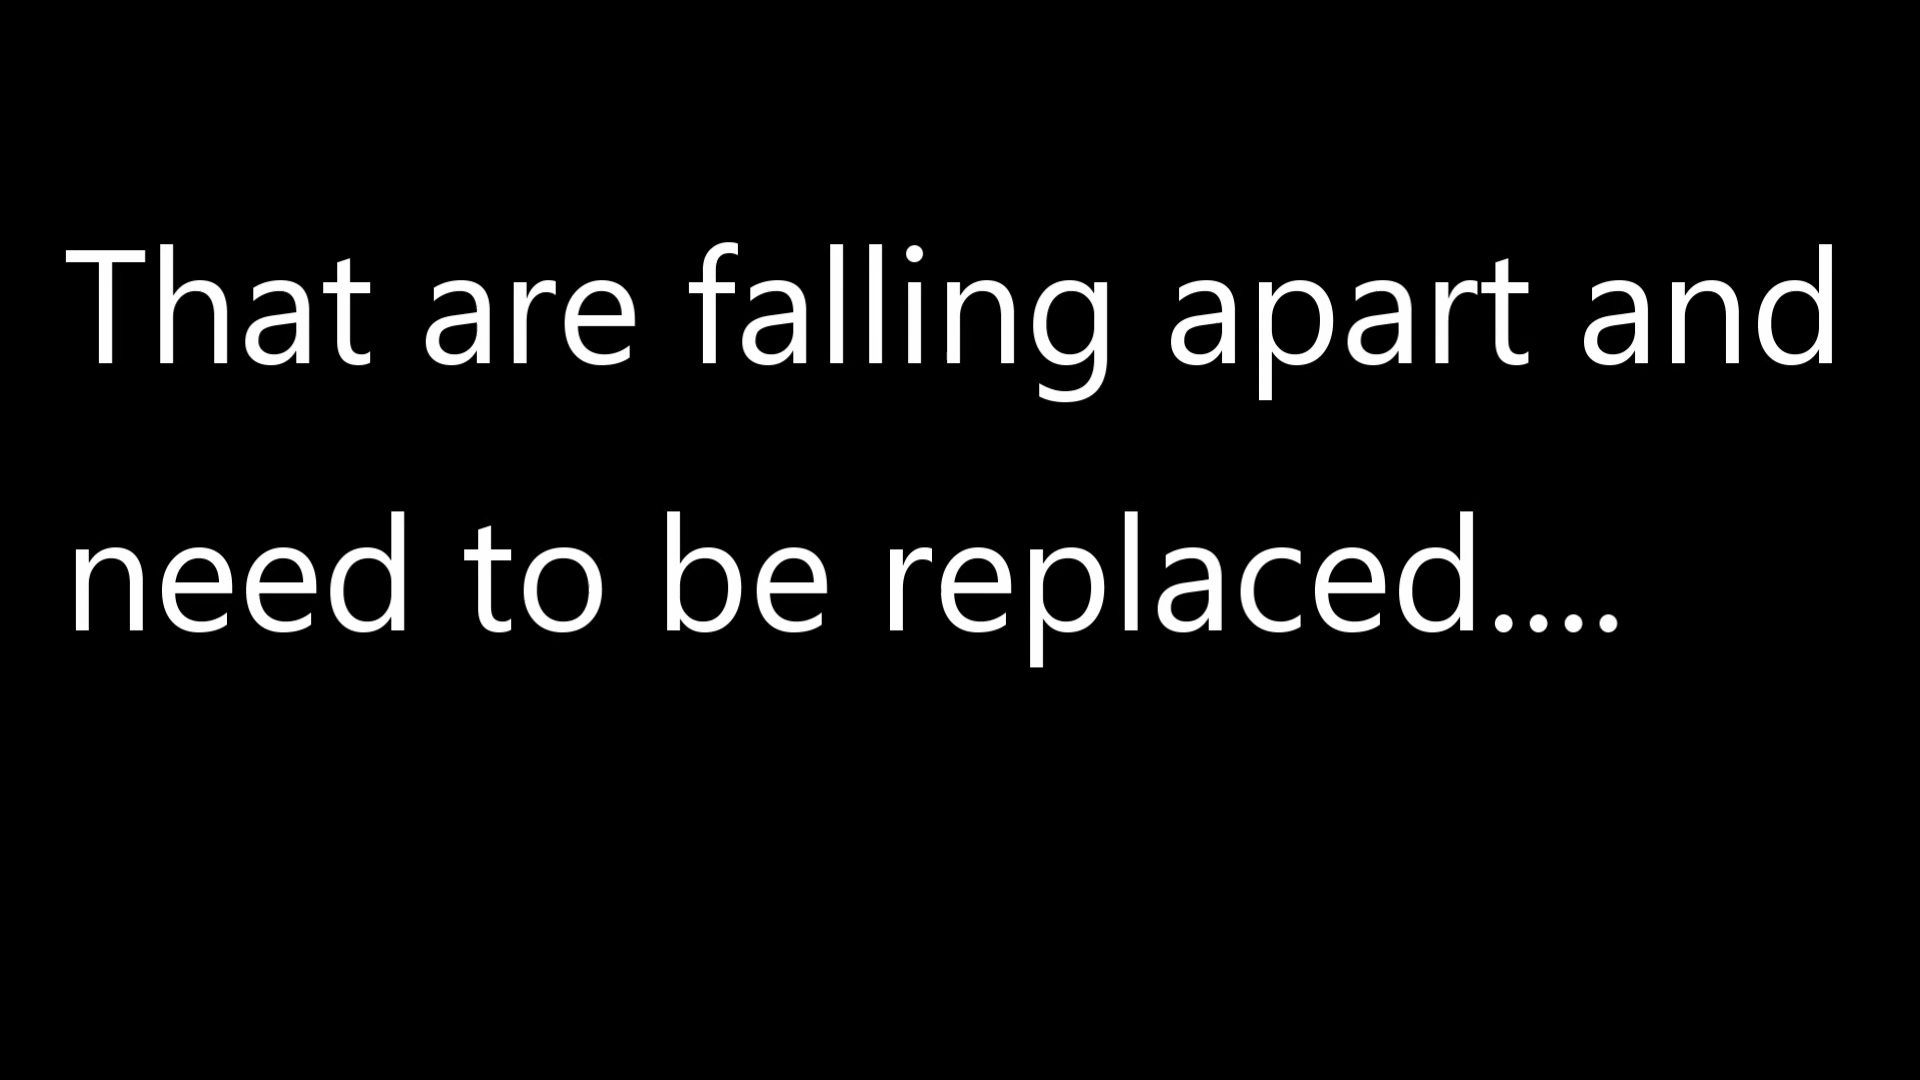 That are falling apart and
need to be replaced....